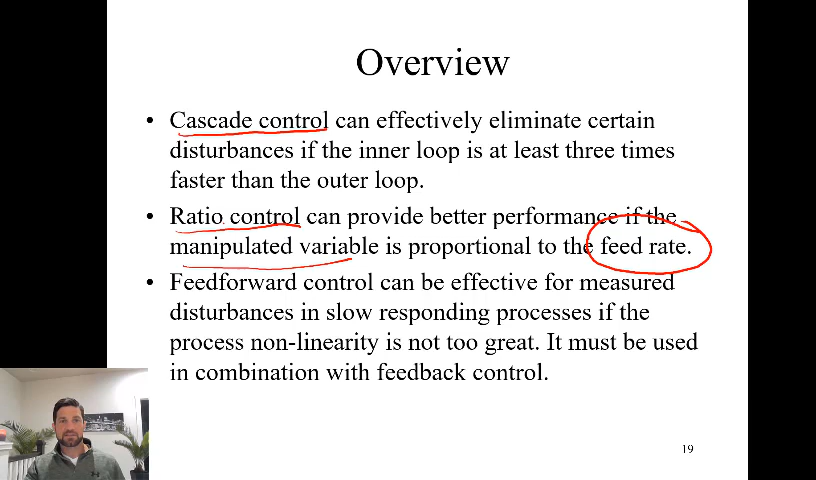 Overview
• Cascade control can effectively eliminate certain
disturbances if the inner loop is at least three times
faster than the outer loop.
• Ratio control can provide better performance if the
manipulated variable is proportional to the feed rate.
• Feedforward control can be effective for measured
disturbances in slow responding processes if the
process non-linearity is not too great. It must be used
in combination with feedback control.
19